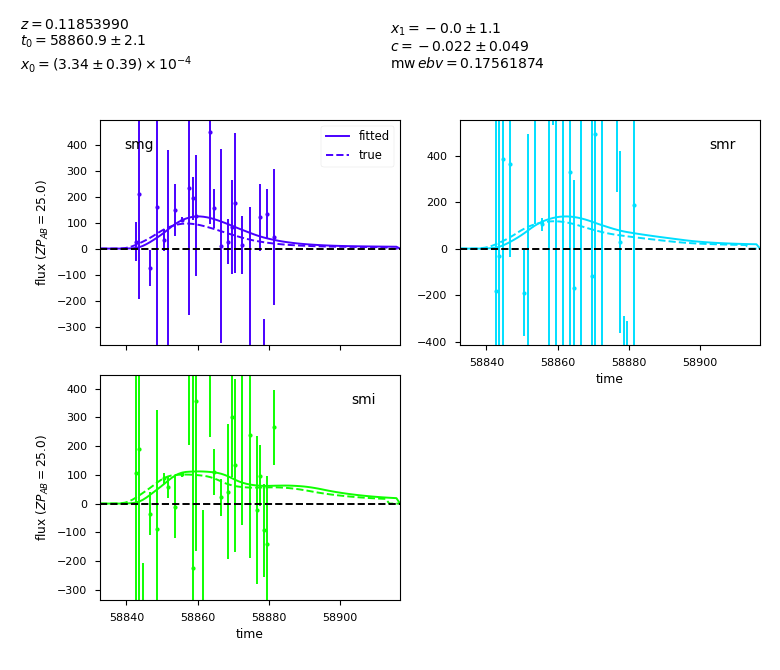 z = 0.11853990
t₀ = 58860.9 ± 2.1
x₀ = (3.34 ± 0.39) × 10⁻⁴
x₁ = −0.0 ± 1.1
c = −0.022 ± 0.049
mw ebv = 0.17561874
smg
fitted
true
400
300
200
100
0
−100
−200
−300
flux (ZP_AB = 25.0)
smr
400
200
0
−200
−400
58840 58860 58880 58900
time
smi
400
300
200
100
0
−100
−200
−300
flux (ZP_AB = 25.0)
58840 58860 58880 58900
time